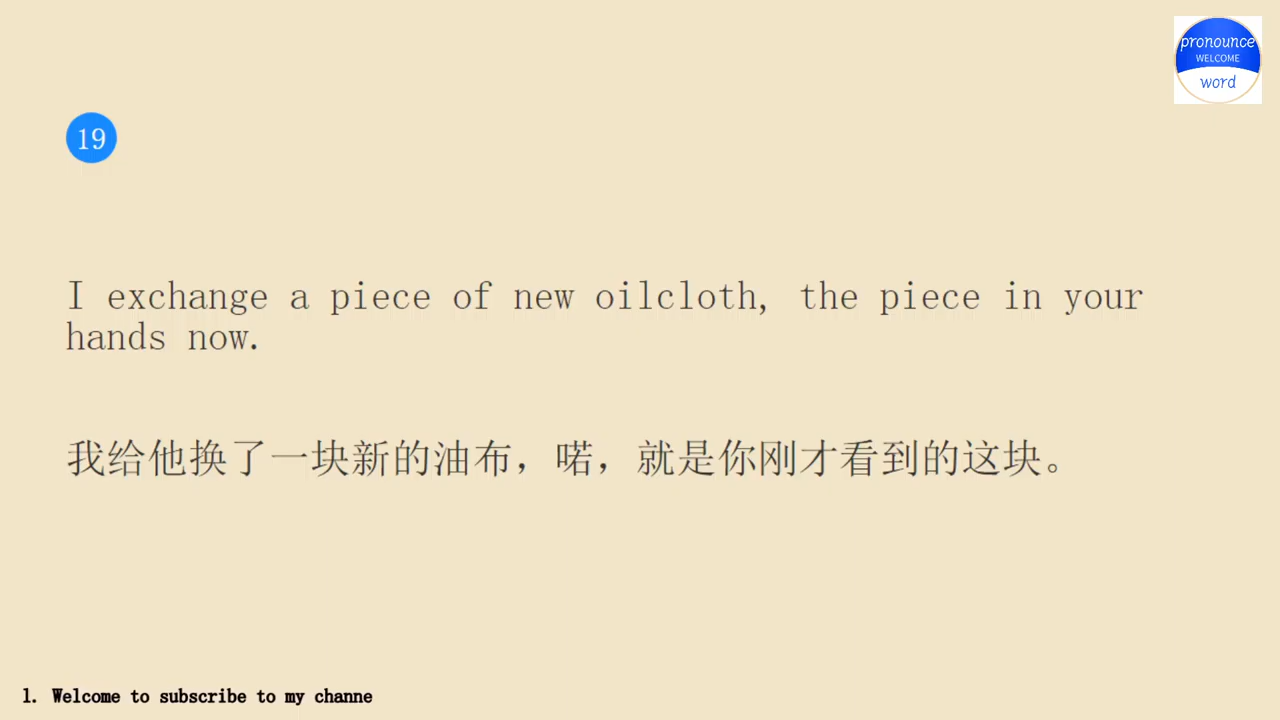 pronounce
WELCOME
word
19
I exchange a piece of new oilcloth, the piece in your
hands now.
我给他换了一块新的油布，喏，就是你刚才看到的这块。
l. Welcome to subscribe to my channe